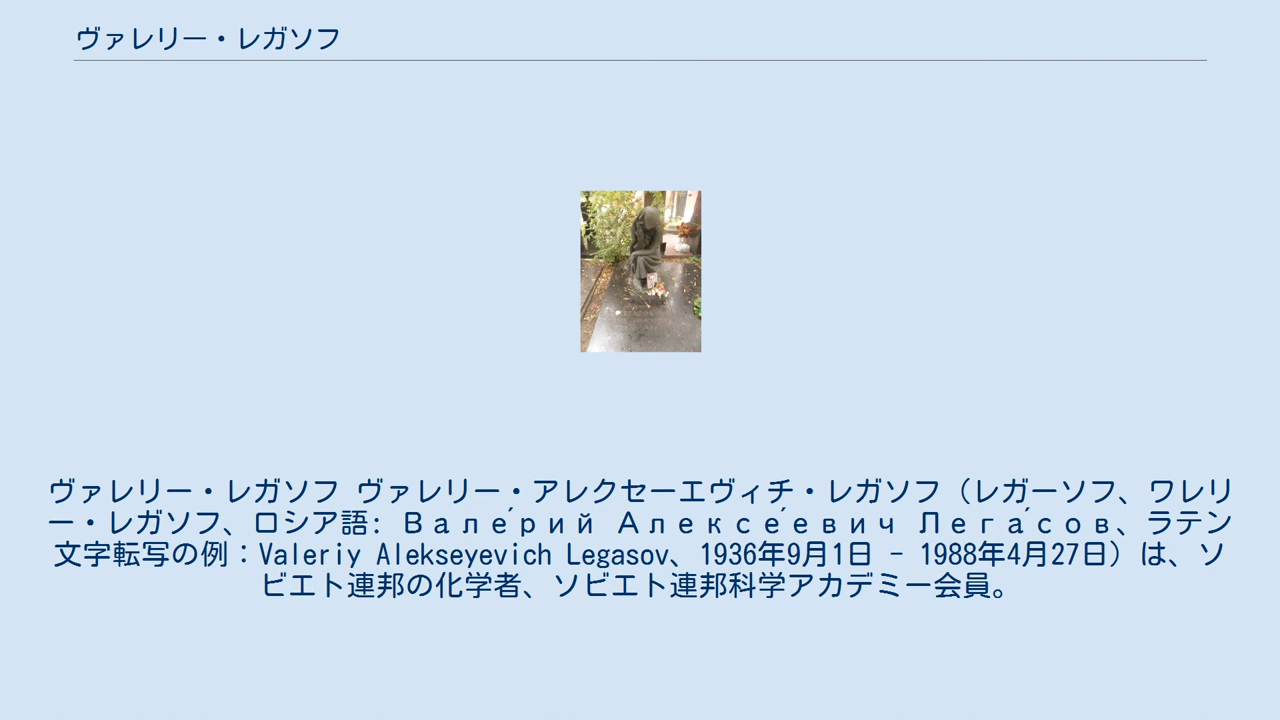 ヴァレリー・レガソフ
ヴァレリー・レガソフ ヴァレリー・アレクセーエヴィチ・レガソフ（レガーソフ、ワレリ
ー・レガソフ、ロシア語: Вале́рий Алексе́евич Лега́сов、ラテン
文字転写の例：Valeriy Alekseyevich Legasov、1936年9月1日 - 1988年4月27日）は、ソ
ビエト連邦の化学者、ソビエト連邦科学アカデミー会員。